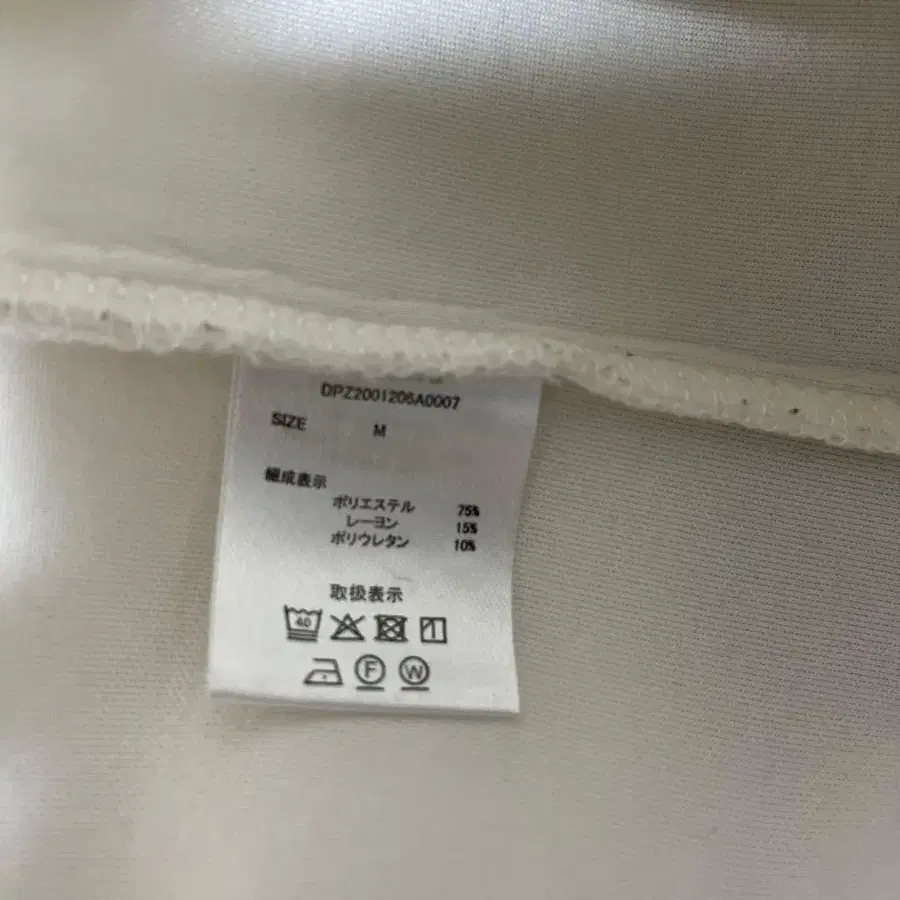 DPZ2001206A0007
SIZE M
組成表示
ポリエステル 75%
レーヨン 15%
ポリウレタン 10%
取扱表示
40
F W